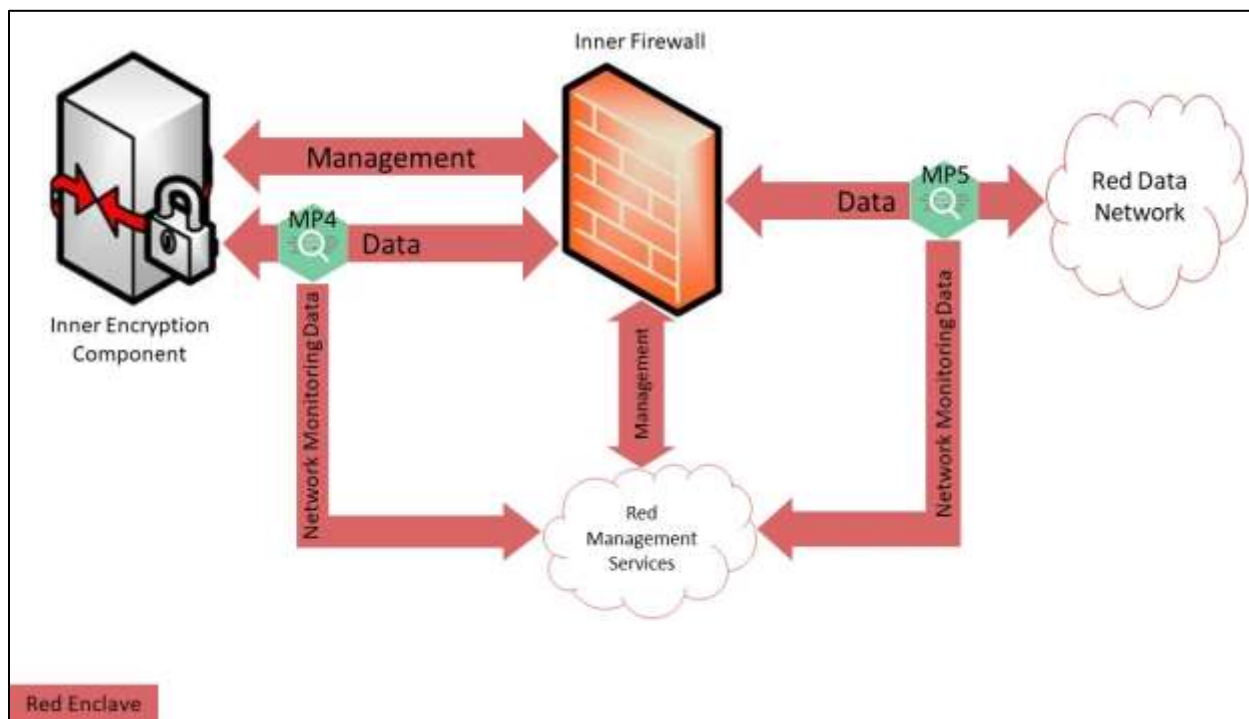 Inner Firewall
Management
MP4
Data
MP5
Data
Red Data
Network
Inner Encryption
Component
Network Monitoring Data
Management
Network Monitoring Data
Red
Management
Services
Red Enclave